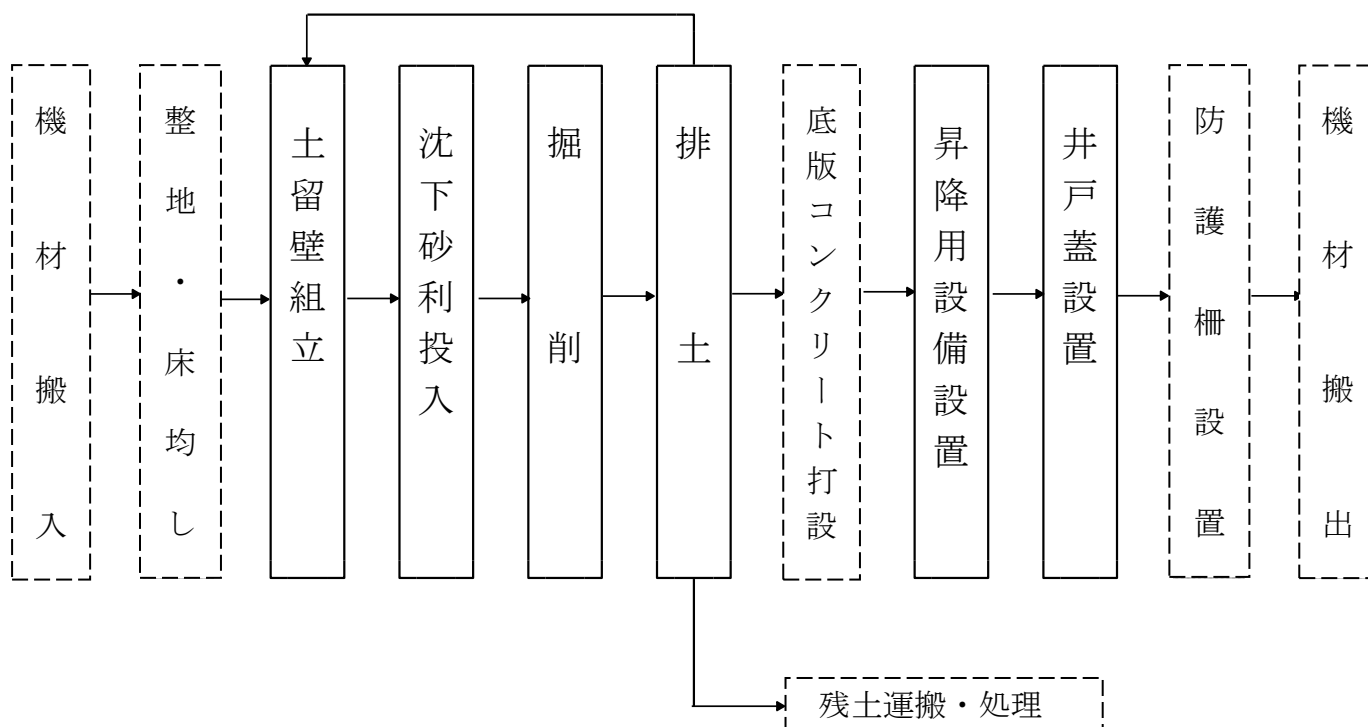 機材搬入
整地・床均し
土留壁組立
沈下砂利投入
掘削
排土
底版コンクリート打設
昇降用設備設置
井戸蓋設置
防護柵設置
機材搬出
残土運搬・処理